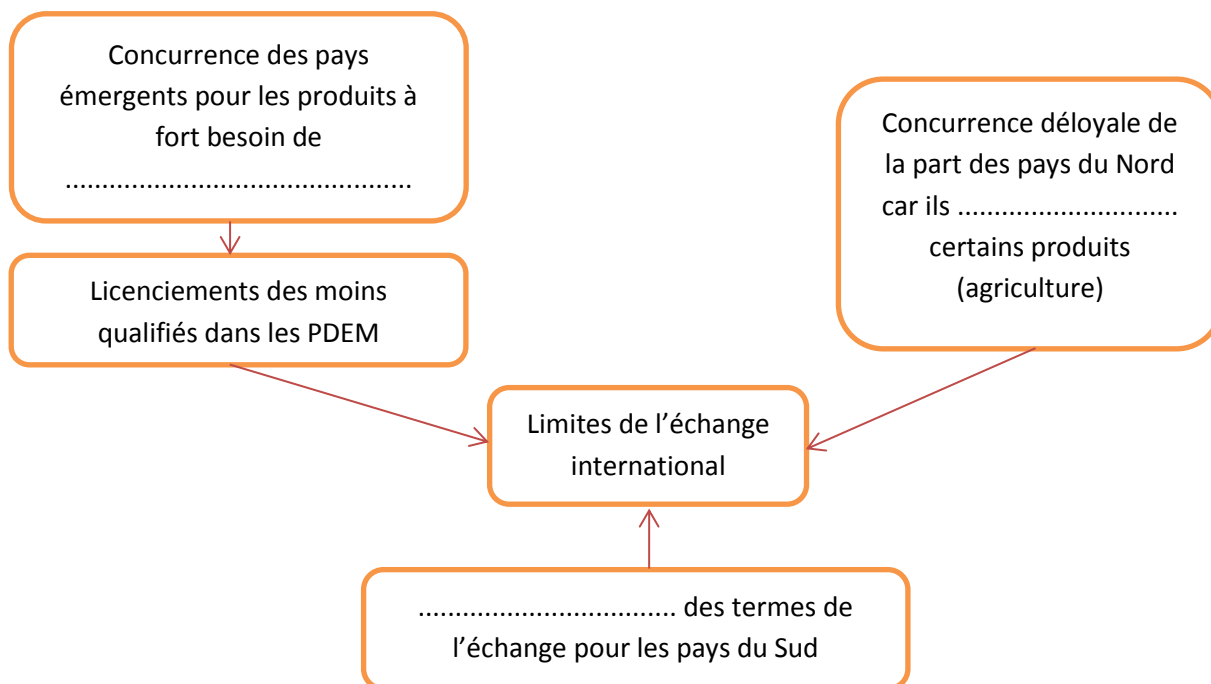 Concurrence des pays
émergents pour les produits à
fort besoin de
...............................................
Licenciements des moins
qualifiés dans les PDEM
Concurrence déloyale de
la part des pays du Nord
car ils ..............................
certains produits
(agriculture)
Limites de l’échange
international
................................... des termes de
l’échange pour les pays du Sud